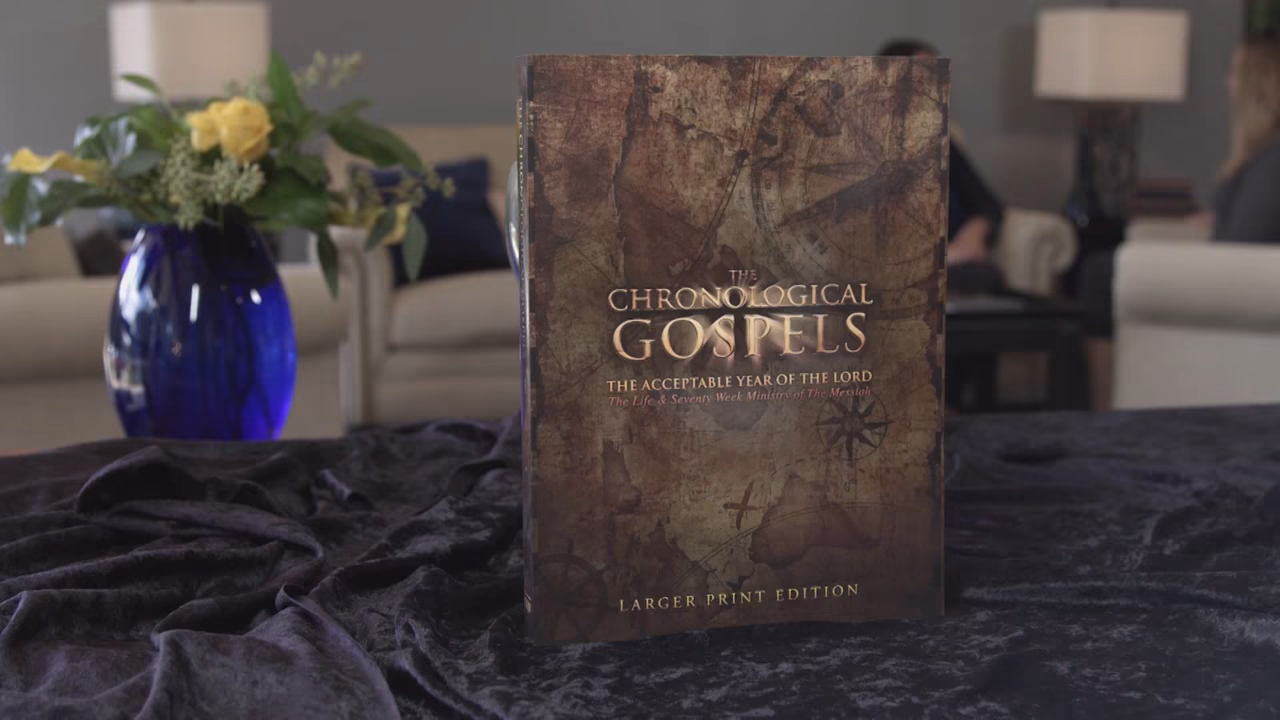 THE
CHRONOLOGICAL
GOSPELS
THE ACCEPTABLE YEAR OF THE LORD
The Life & Seventy Week Ministry of The Messiah
LARGER PRINT EDITION